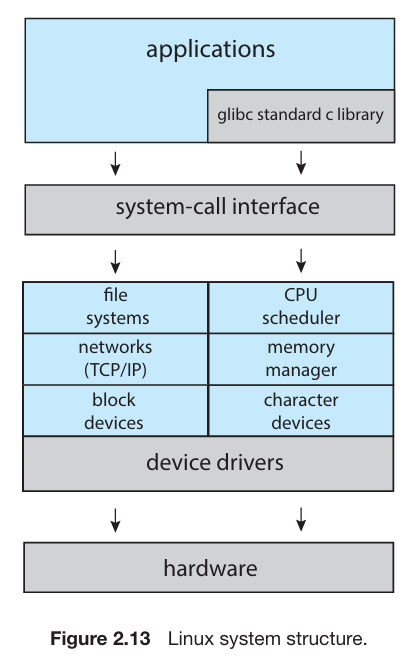 applications
glibc standard c library
system-call interface
file
systems
CPU
scheduler
networks
(TCP/IP)
memory
manager
block
devices
character
devices
device drivers
hardware
Figure 2.13 Linux system structure.